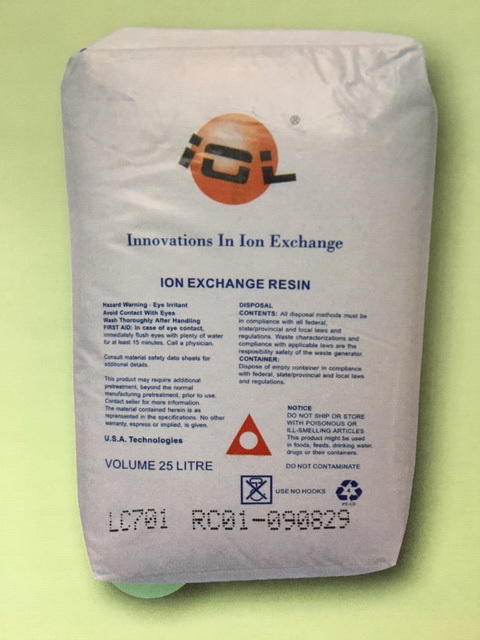 ®
iOL
Innovations In Ion Exchange
ION EXCHANGE RESIN
Hazard Warning - Eye Irritant
Avoid Contact With Eyes
Wash Thoroughly After Handling
FIRST AID: In case of eye contact,
immediately flush eyes with plenty of water
for at least 15 minutes. Call a physician.
Consult material safety data sheets for
additional details.
This product may require additional
pretreatment, beyond the normal
manufacturing pretreatment, prior to use.
Contact seller for more information.
The material contained herein is as
reprensented in the specifications. No other
warranty, espress or implied, is given.
U.S.A. Technologies
VOLUME 25 LITRE
DISPOSAL
CONTENTS: All disposal methods must be
in compliance with all federal,
state/provincial and local laws and
regulations. Waste characterizations and
compliance with applicable laws are the
resposibility safety of the waste generator.
CONTAINER:
Dispose of empty container in compliance
with federal, state/provincial and local laws
and regulations.
NOTICE
DO NOT SHIP OR STORE
WITH POISONOUS OR
ILL-SMELLING ARTICLES
This product might be used
in foods, feeds, drinking water,
drugs or their containers.
DO NOT CONTAMINATE
USE NO HOOKS
4
PE-LD
LC701 RC01-090829